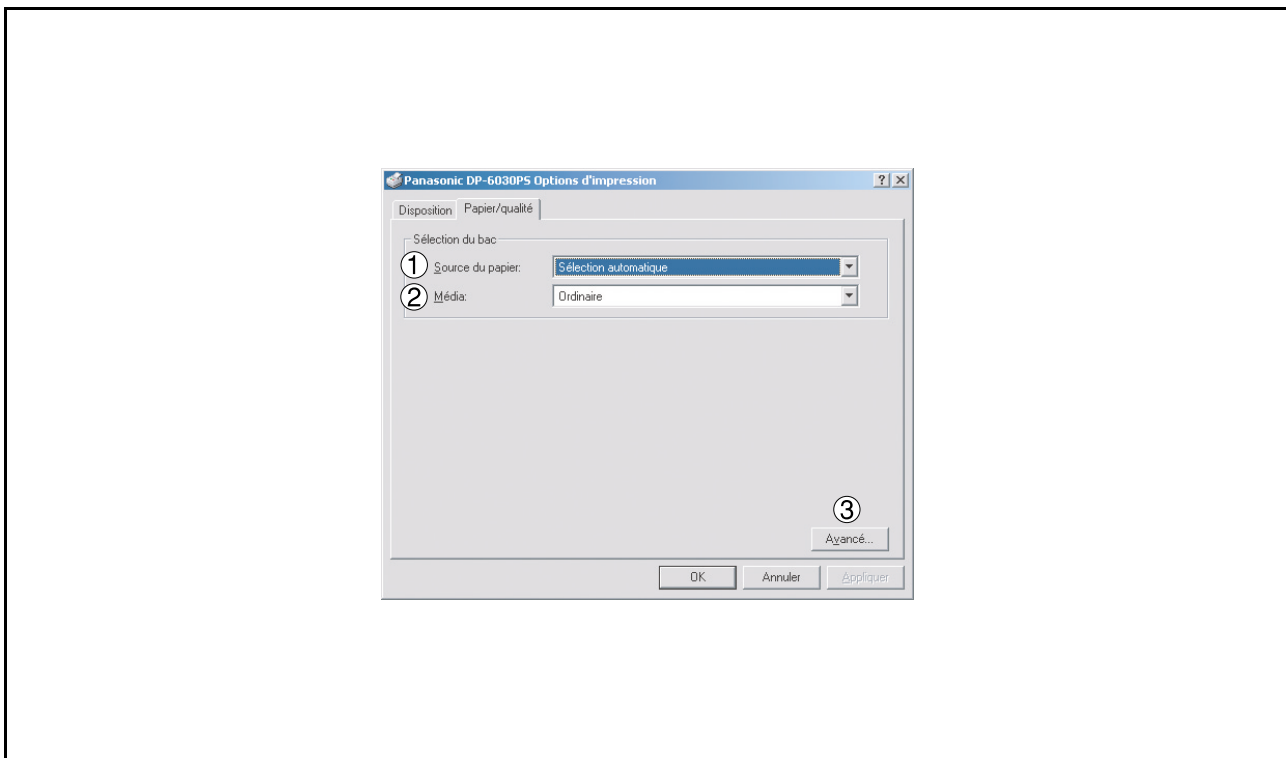 Panasonic DP-6030PS Options d'impression
Disposition Papier/qualité
Sélection du bac
① Source du papier: Sélection automatique
② Média: Ordinaire
③
Avancé...
OK Annuler Appliquer